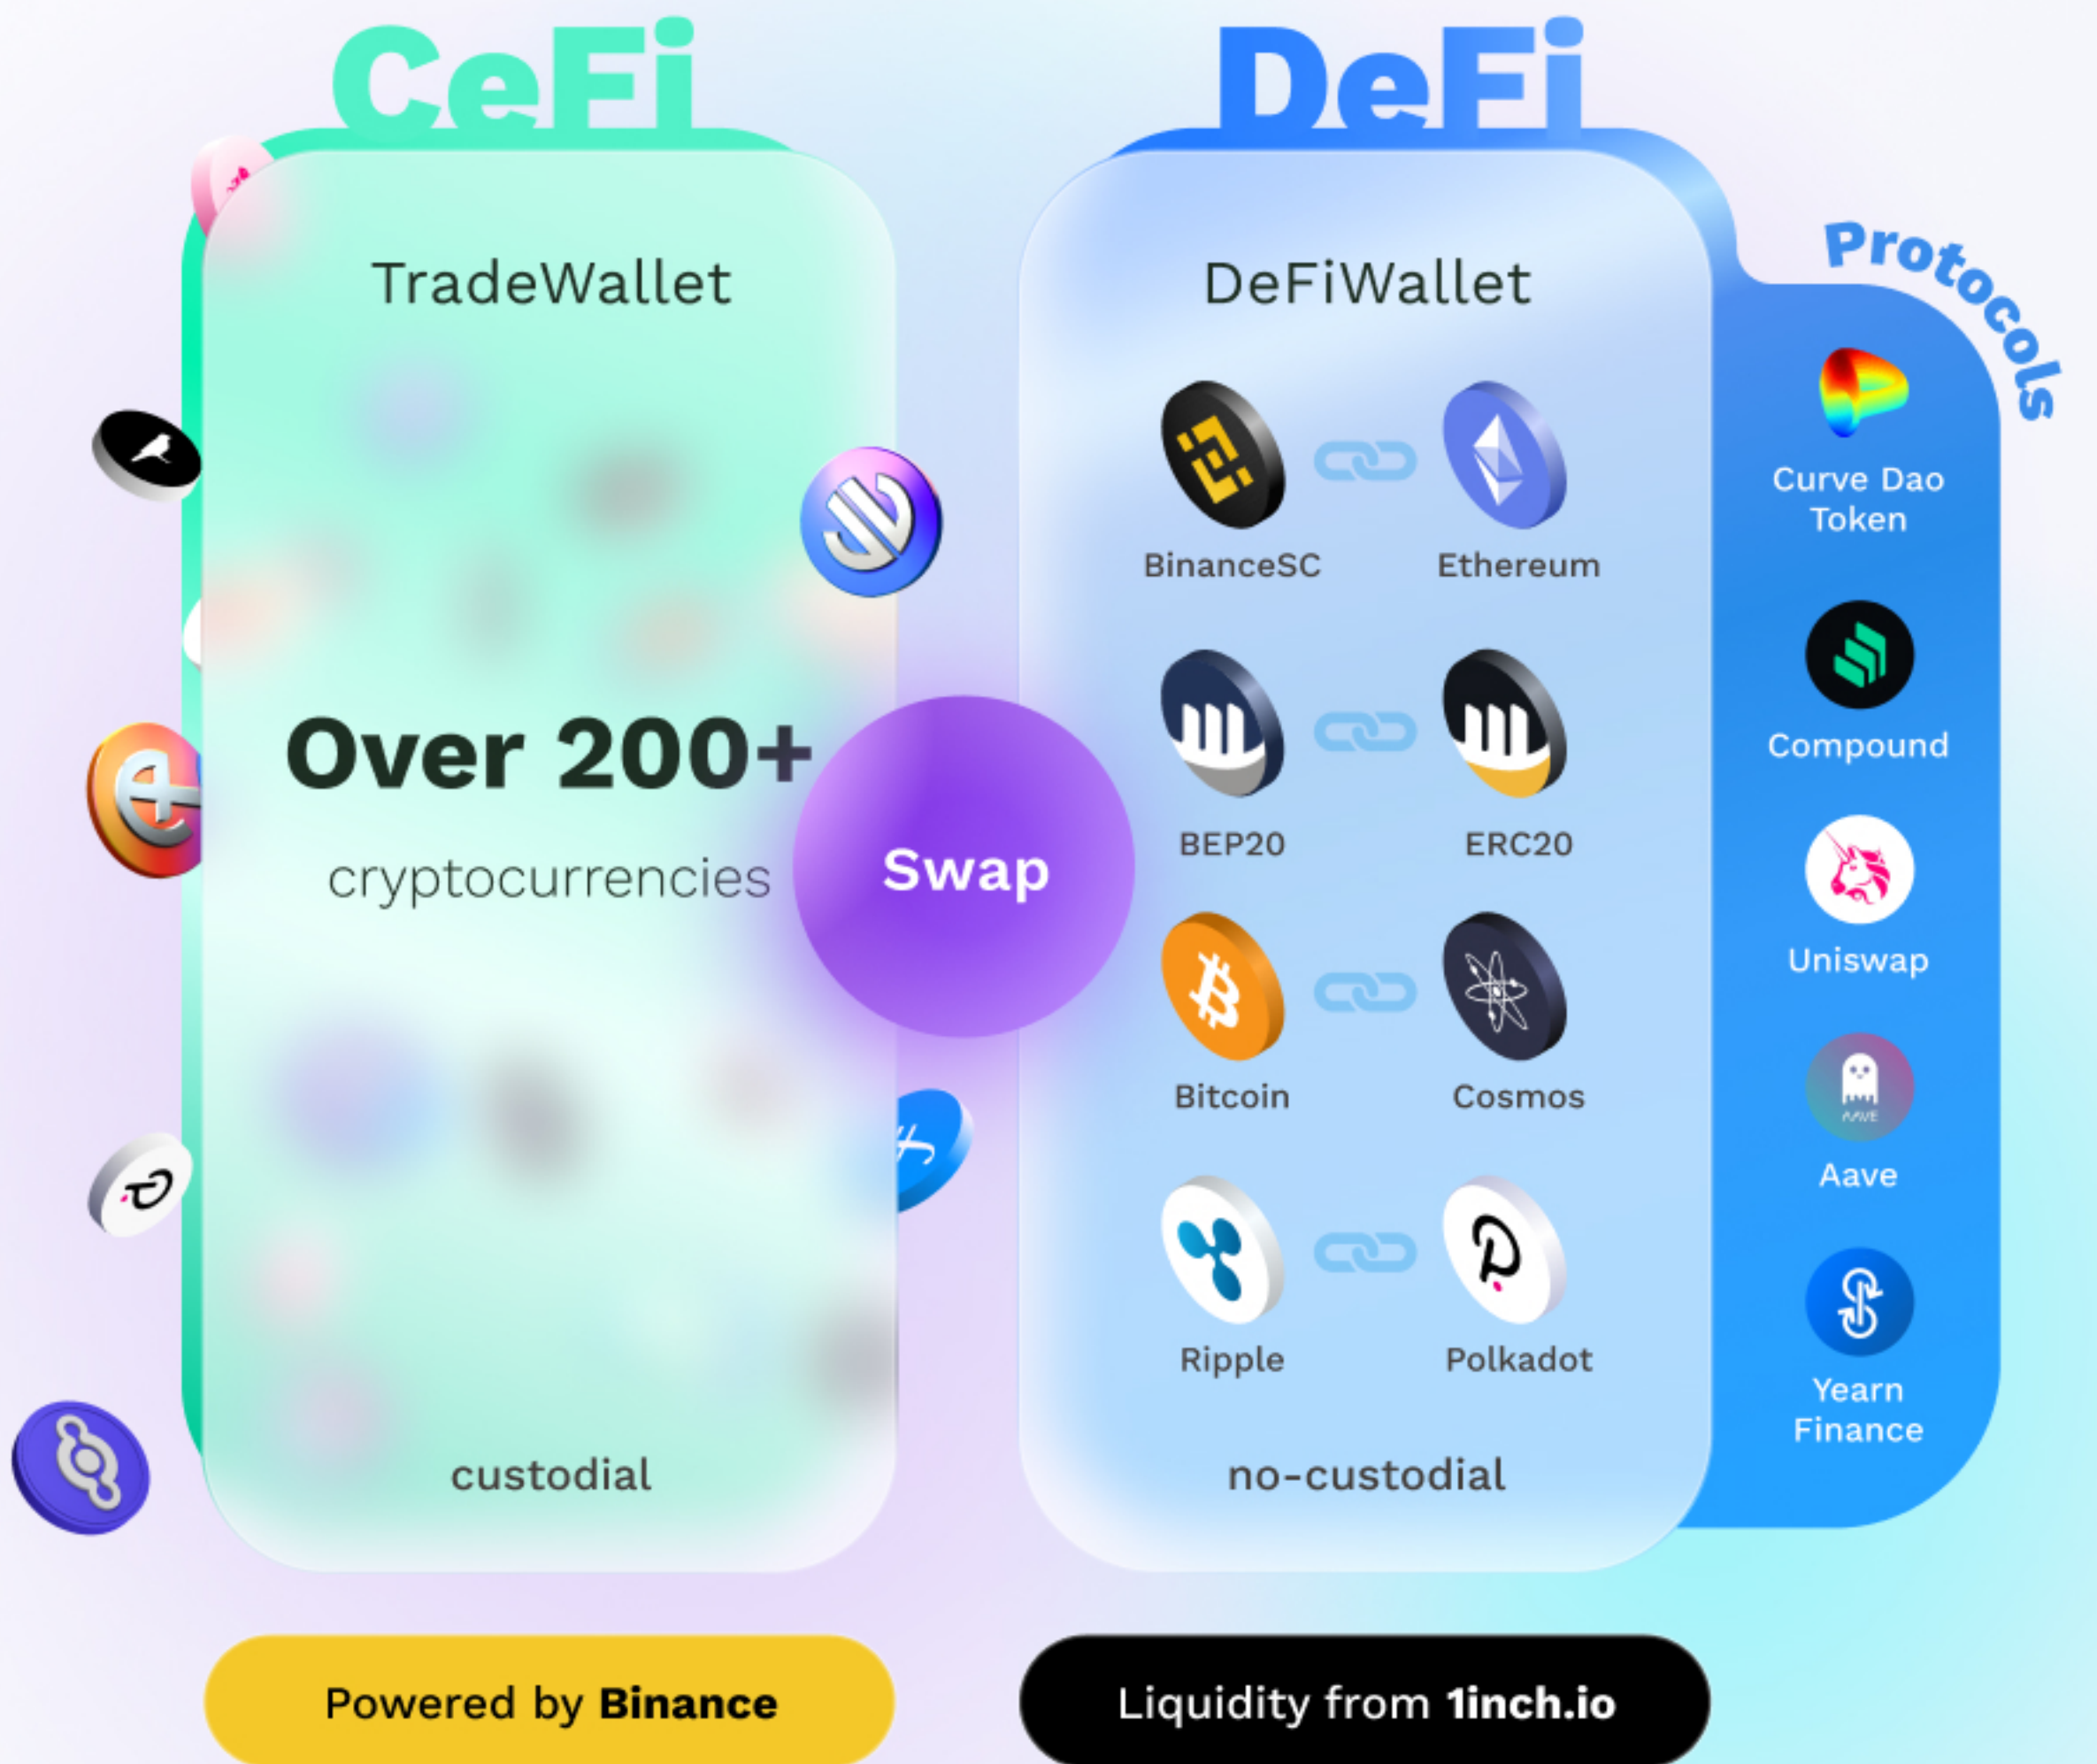 CeFi
TradeWallet
Over 200+
cryptocurrencies
custodial
Powered by Binance
Swap
DeFi
DeFiWallet
BinanceSC
Ethereum
BEP20
ERC20
Bitcoin
Cosmos
Ripple
Polkadot
no-custodial
Liquidity from 1inch.io
Protocols
Curve Dao
Token
Compound
Uniswap
AAVE
Aave
Yearn
Finance